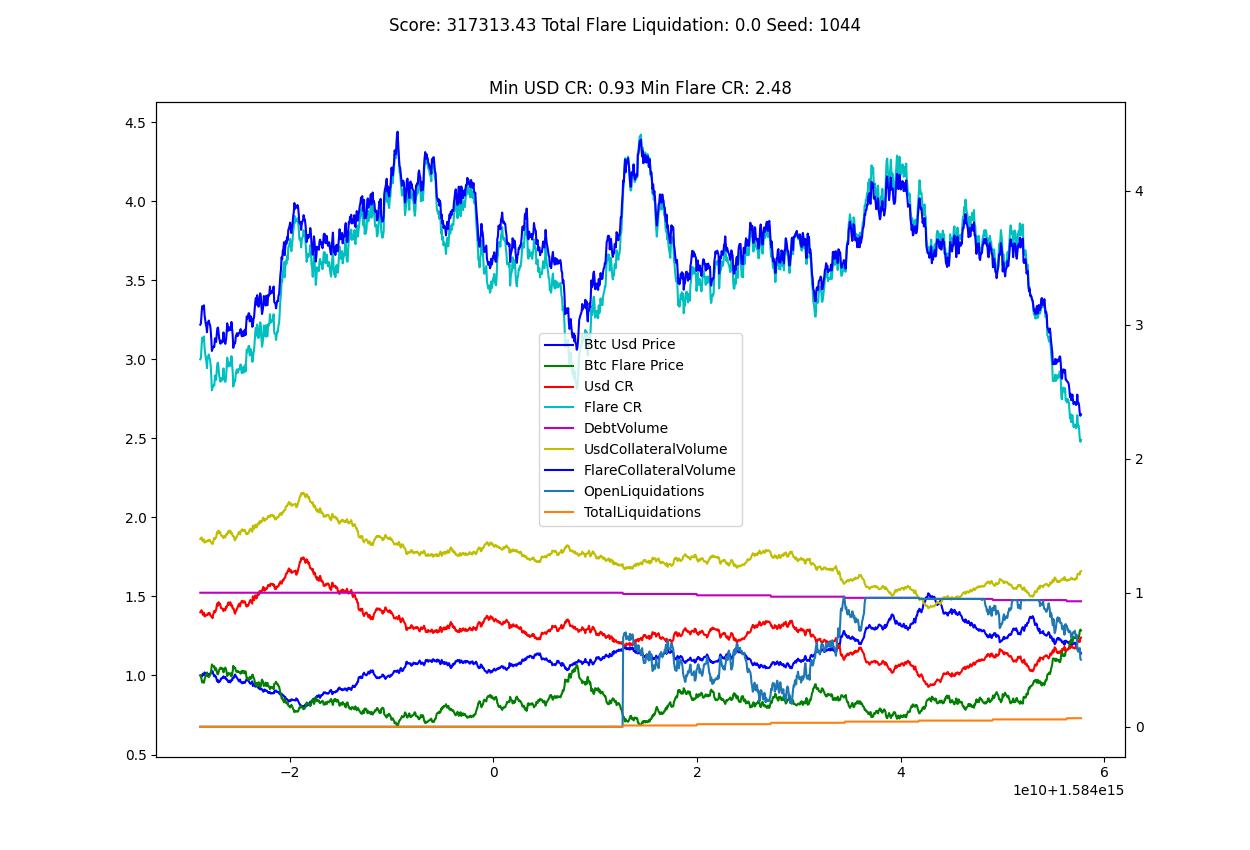 Score: 317313.43 Total Flare Liquidation: 0.0 Seed: 1044
Min USD CR: 0.93 Min Flare CR: 2.48
4.5
4.0
3.5
3.0
2.5
2.0
1.5
1.0
0.5
4
3
2
1
0
Btc Usd Price
Btc Flare Price
Usd CR
Flare CR
DebtVolume
UsdCollateralVolume
FlareCollateralVolume
OpenLiquidations
TotalLiquidations
−2 0 2 4 6
1e10+1.584e15